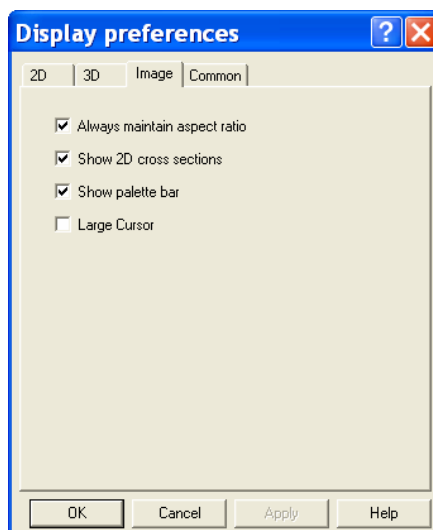 Display preferences
2D 3D Image Common
Always maintain aspect ratio
Show 2D cross sections
Show palette bar
Large Cursor
OK Cancel Apply Help